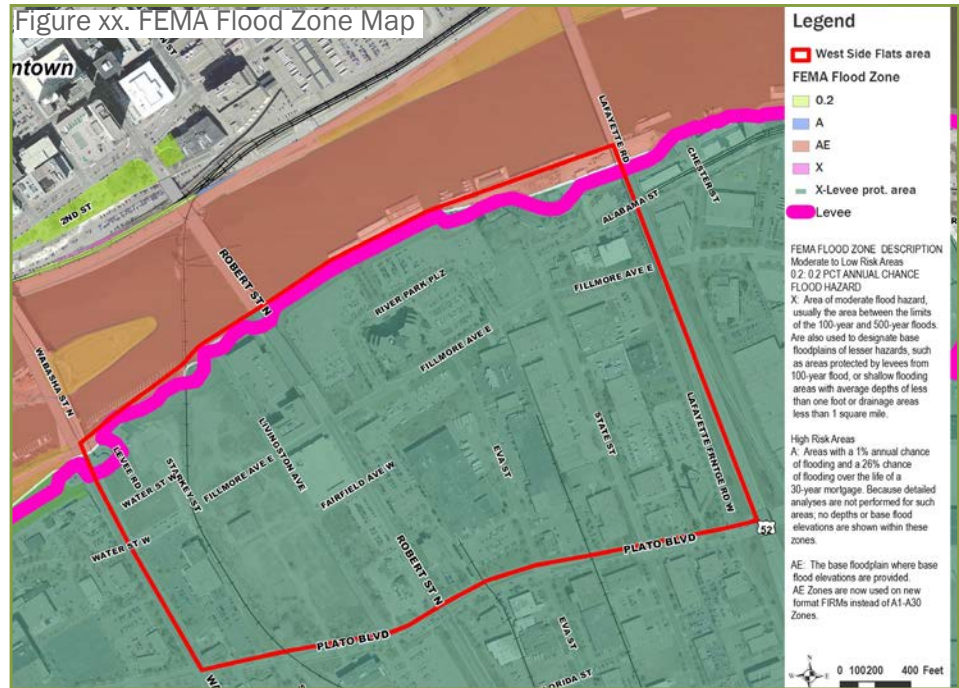 Figure xx. FEMA Flood Zone Map
ntown
2ND ST
WABASHA ST N
ROBERT ST N
LAFAYETTE RD
CHESTER ST
ALABAMA ST
FILLMORE AVE E
RIVER PARK PLZ
FILLMORE AVE E
LEVEE RD
WATER ST W
STARKEY ST
FILLMORE AVE E
LIVINGSTON AVE
FAIRFIELD AVE W
EVA ST
STATE ST
LAFAYETTE FRNTGE RD W
WATER ST W
ROBERT ST N
PLATO BLVD
52
PLATO BLVD
EVA ST
ORIDA ST
WA
Legend
West Side Flats area
FEMA Flood Zone
0.2
A
AE
X
X-Levee prot. area
Levee
FEMA FLOOD ZONE DESCRIPTION
Moderate to Low Risk Areas
0.2: 0.2 PCT ANNUAL CHANCE
FLOOD HAZARD
X: Area of moderate flood hazard,
usually the area between the limits
of the 100-year and 500-year floods.
Are also used to designate base
floodplains of lesser hazards, such
as areas protected by levees from
100-year flood, or shallow flooding
areas with average depths of less
than one foot or drainage areas
less than 1 square mile.
High Risk Areas
A: Areas with a 1% annual chance
of flooding and a 26% chance
of flooding over the life of a
30-year mortgage. Because detailed
analyses are not performed for such
areas; no depths or base flood
elevations are shown within these
zones.
AE: The base floodplain where base
flood elevations are provided.
AE Zones are now used on new
format FIRMs instead of A1-A30
Zones.
N
W E
S
0 100200 400 Feet